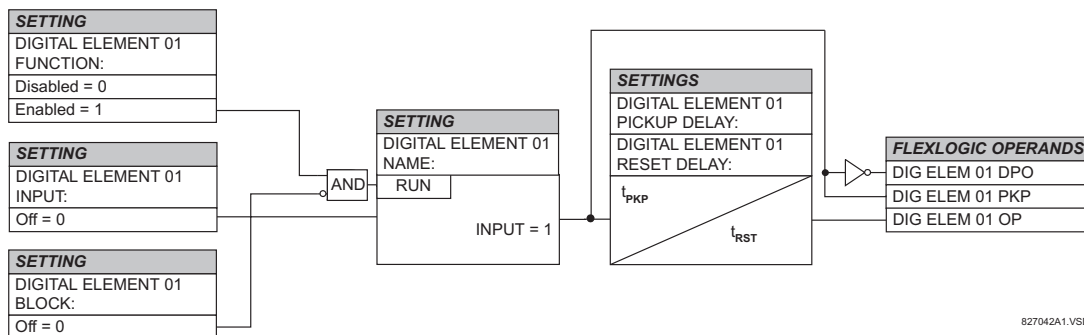 SETTING
DIGITAL ELEMENT 01
FUNCTION:
Disabled = 0
Enabled = 1
SETTING
DIGITAL ELEMENT 01
INPUT:
Off = 0
SETTING
DIGITAL ELEMENT 01
BLOCK:
Off = 0
AND
SETTING
DIGITAL ELEMENT 01
NAME:
RUN
INPUT = 1
SETTINGS
DIGITAL ELEMENT 01
PICKUP DELAY:
DIGITAL ELEMENT 01
RESET DELAY:
tPKP
tRST
FLEXLOGIC OPERANDS
DIG ELEM 01 DPO
DIG ELEM 01 PKP
DIG ELEM 01 OP